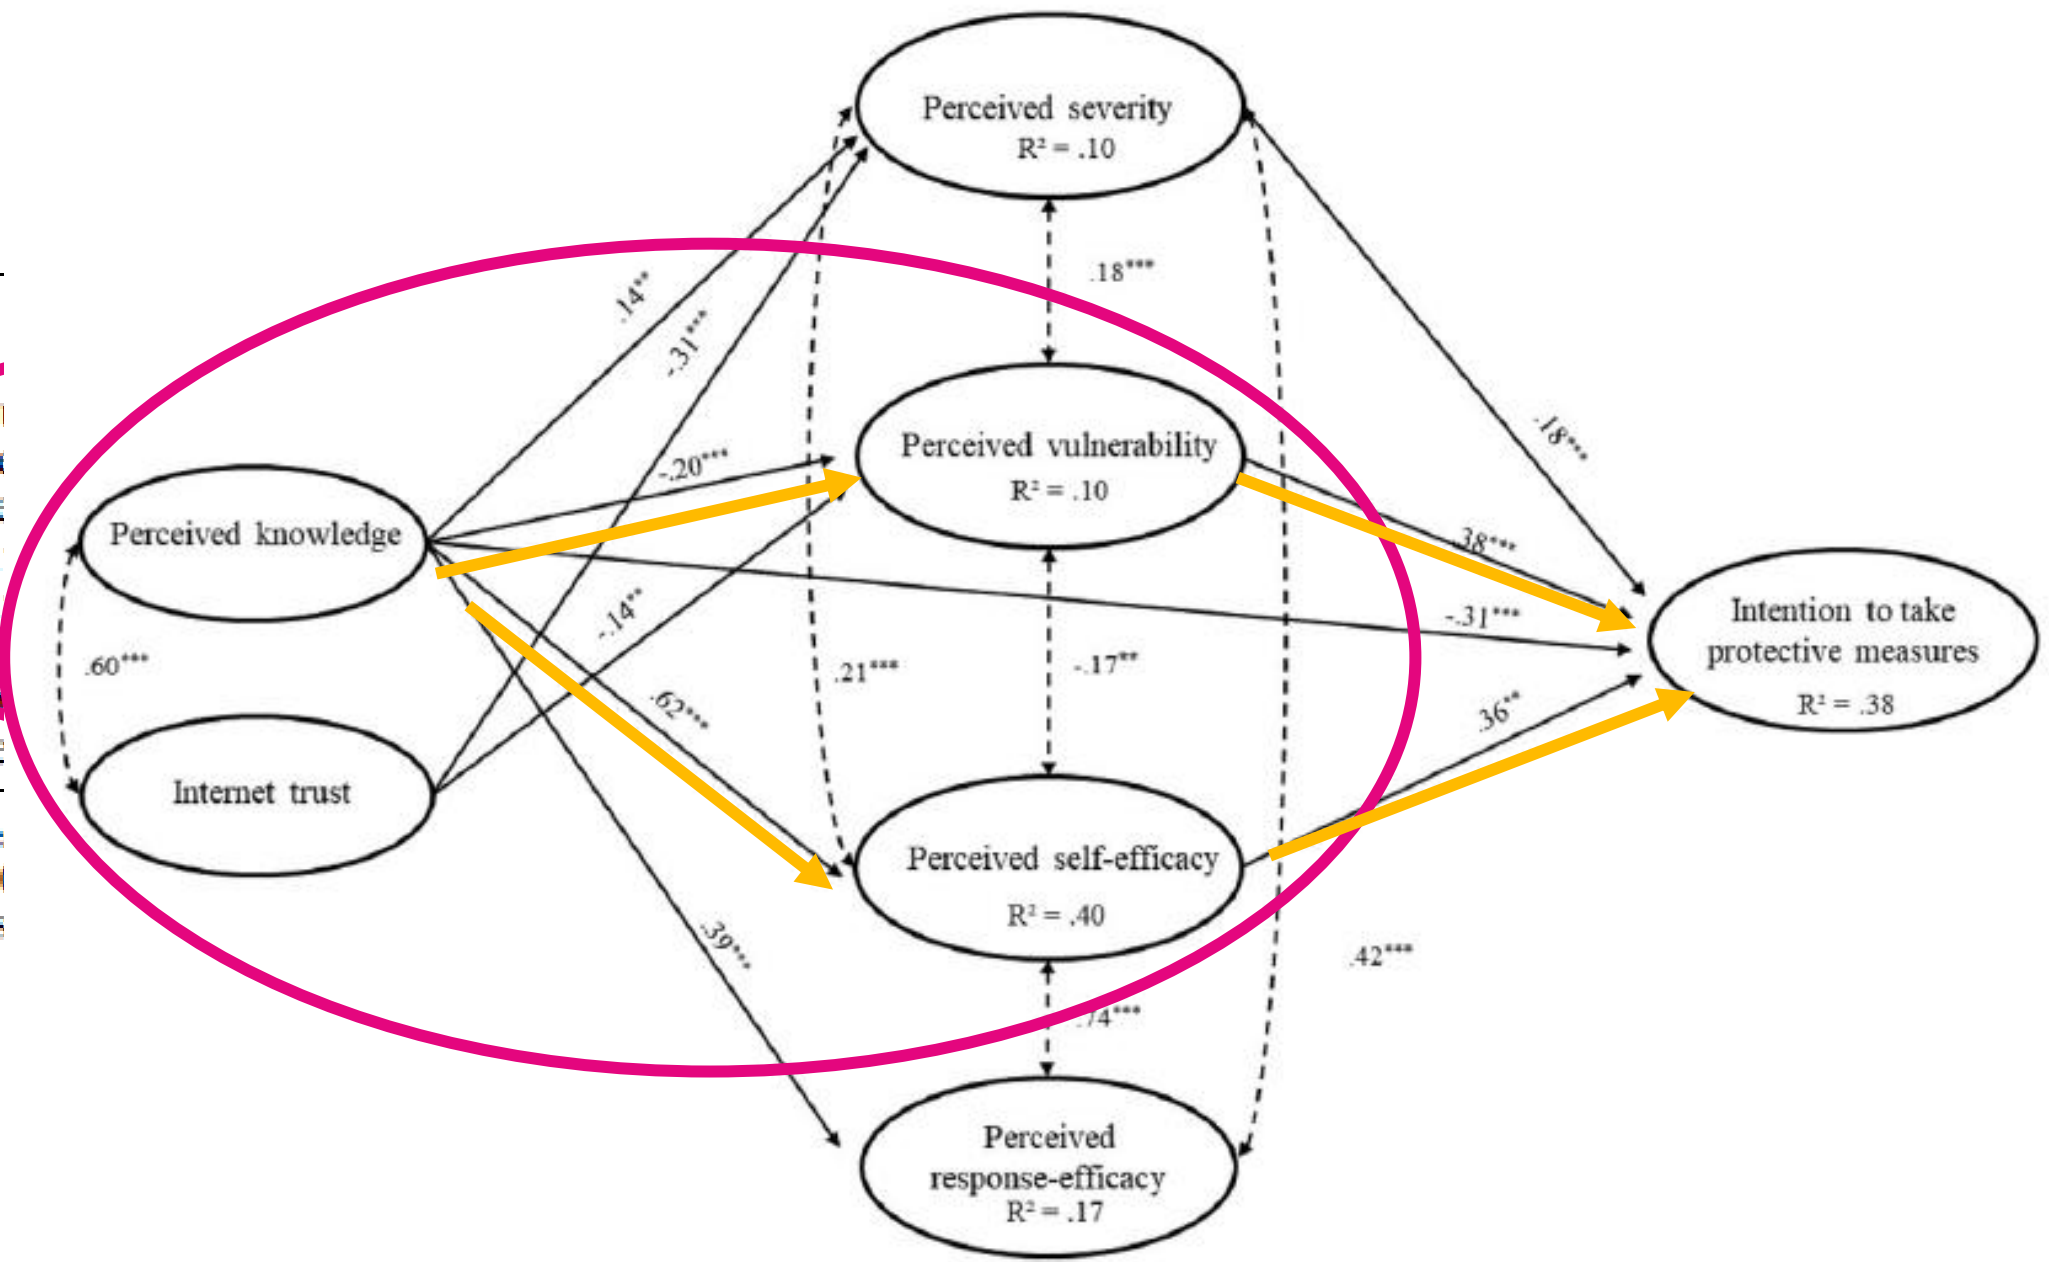 Perceived severity
R² = .10
.18***
.14**
-.31***
.18***
-.20***
Perceived vulnerability
R² = .10
.38***
Perceived knowledge
-.31***
Intention to take
protective measures
R² = .38
-.14**
.60***
.21***
-.17**
.62***
.36**
Internet trust
Perceived self-efficacy
R² = .40
.39***
.42***
.74***
Perceived
response-efficacy
R² = .17